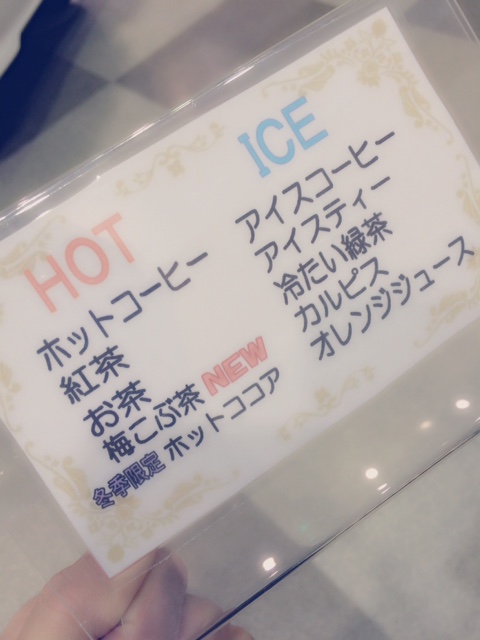 HOT
ホットコーヒー
紅茶
お茶
梅こぶ茶 NEW
冬季限定 ホットココア
ICE
アイスコーヒー
アイスティー
冷たい緑茶
カルピス
オレンジジュース